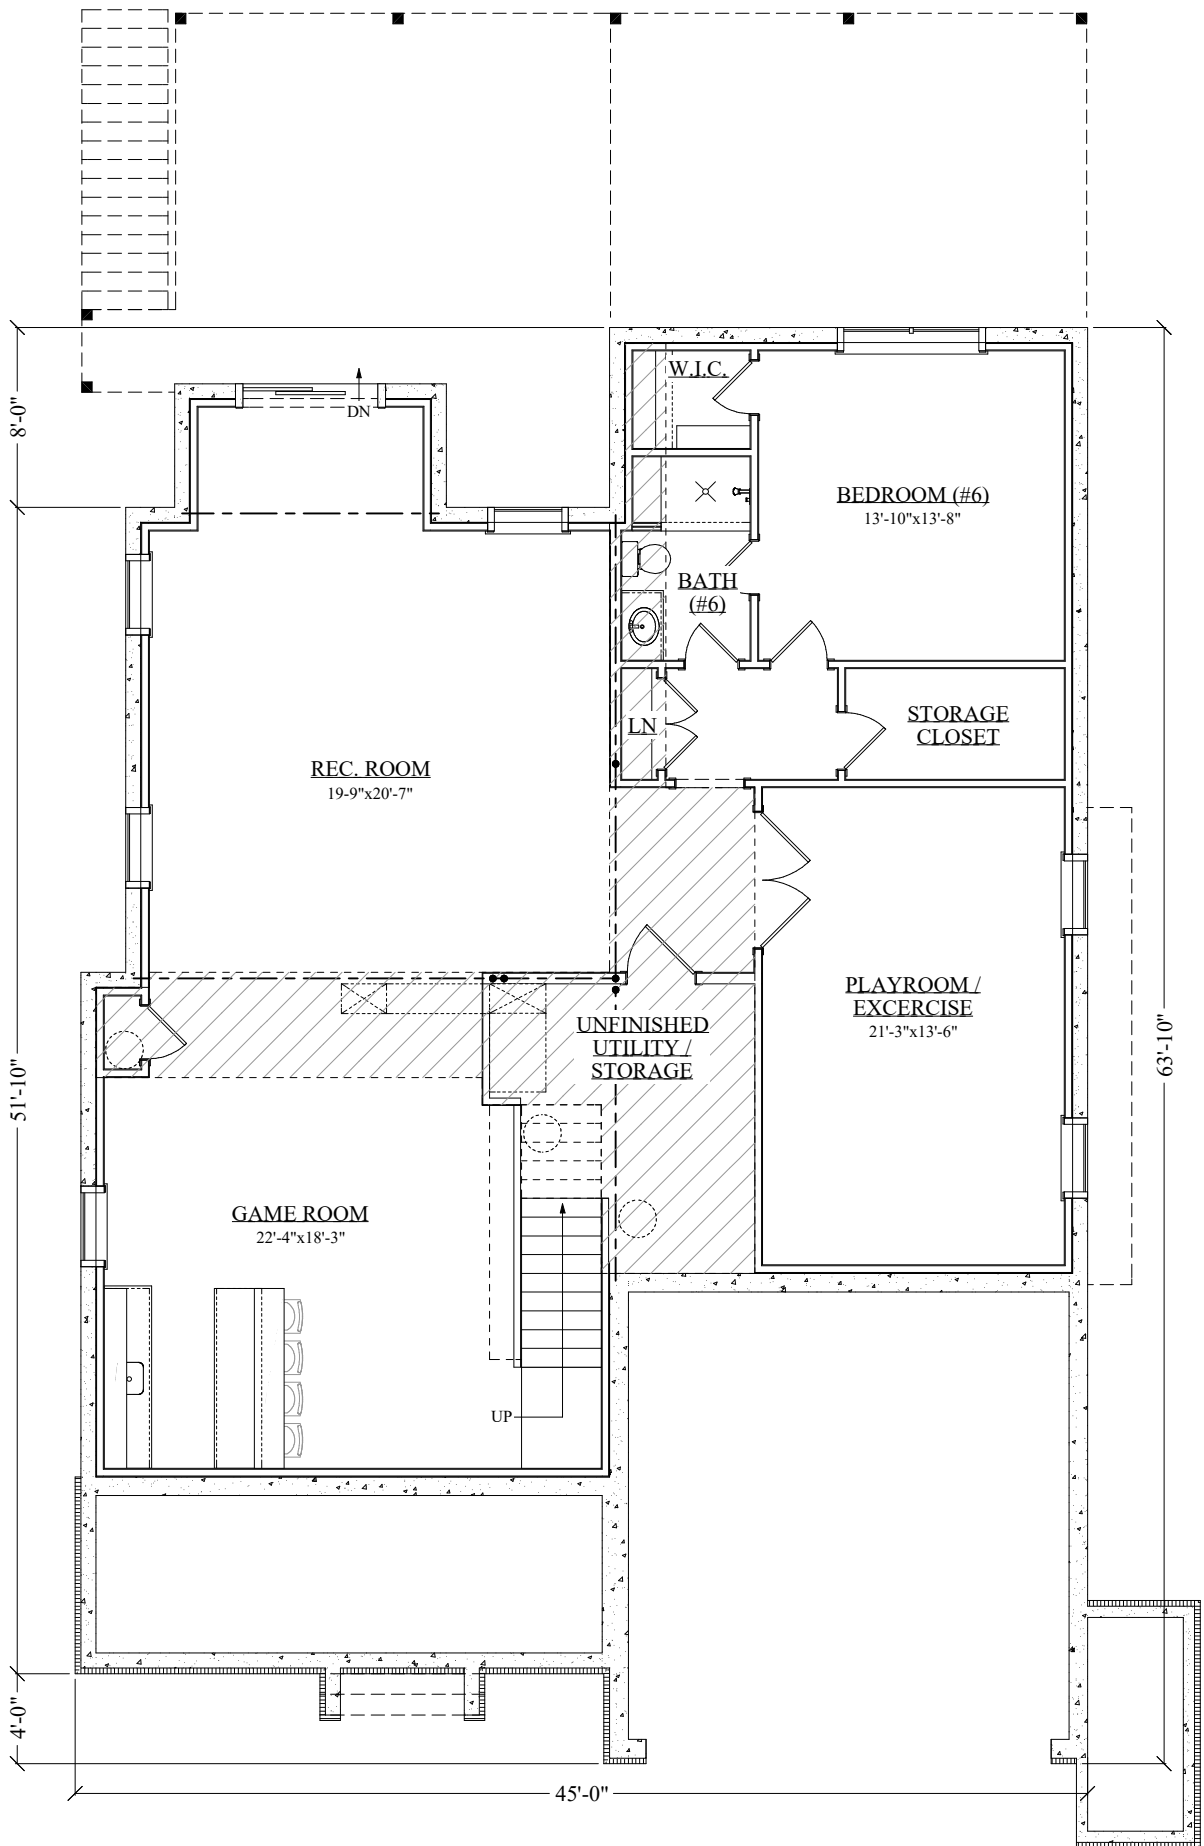 W.I.C.
DN
8'-0"
BEDROOM (#6)
13'-10"x13'-8"
BATH
(#6)
LN
STORAGE
CLOSET
REC. ROOM
19-9"x20'-7"
PLAYROOM /
EXCERCISE
21'-3"x13'-6"
UNFINISHED
UTILITY /
STORAGE
51'-10"
63'-10"
GAME ROOM
22'-4"x18'-3"
UP
4'-0"
45'-0"